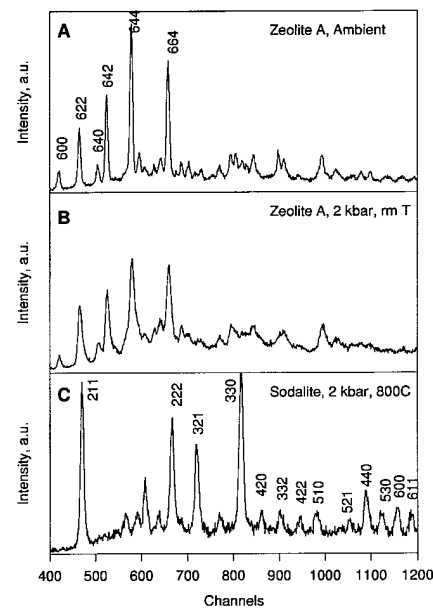 A
Zeolite A, Ambient
644
664
642
622
640
600
Intensity, a.u.
B
Zeolite A, 2 kbar, rm T
Intensity, a.u.
C
Sodalite, 2 kbar, 800C
211
222
321
330
420
332
422
510
521
440
530
600
611
Intensity, a.u.
400 500 600 700 800 900 1000 1100 1200
Channels